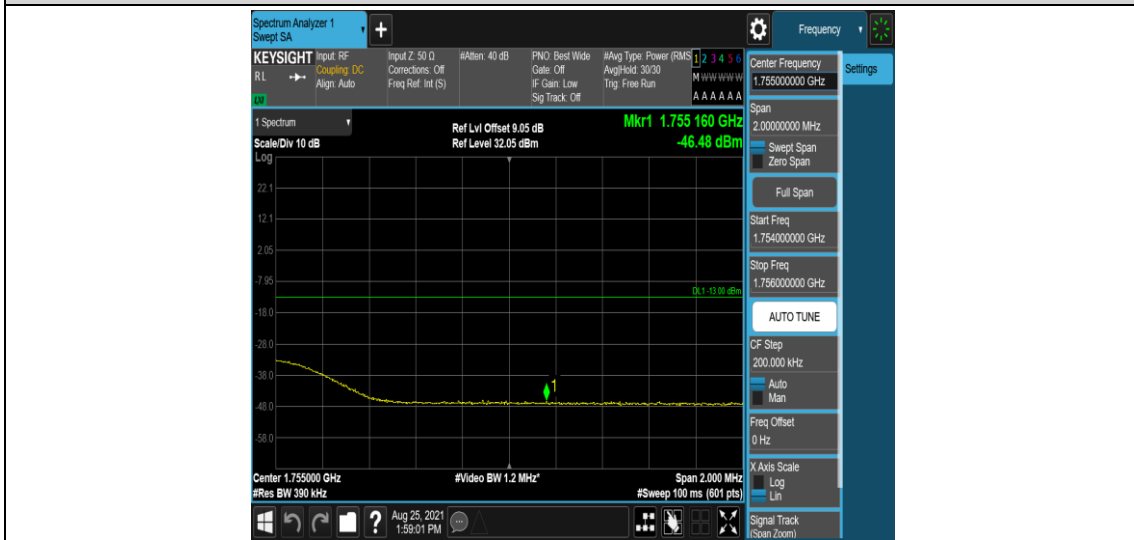 Spectrum Analyzer 1
Swept SA
+
Frequency
KEYSIGHT
RL
LXI
Input: RF
Coupling: DC
Align: Auto
Input Z: 50 Ω
Corrections: Off
Freq Ref: Int (S)
#Atten: 40 dB
PNO: Best Wide
Gate: Off
IF Gain: Low
Sig Track: Off
#Avg Type: Power (RMS
Avg|Hold: 30/30
Trig: Free Run
1 2 3 4 5 6
M W W W W W
A A A A A A
1 Spectrum
Scale/Div 10 dB
Ref Lvl Offset 9.05 dB
Ref Level 32.05 dBm
Mkr1 1.755 160 GHz
-46.48 dBm
Log
22.1
12.1
2.05
-7.95
DL1 -13.00 dBm
-18.0
-28.0
-38.0
1
-48.0
-58.0
Center 1.755000 GHz
#Video BW 1.2 MHz*
Span 2.000 MHz
#Res BW 390 kHz
#Sweep 100 ms (601 pts)
?
Aug 25, 2021
1:59:01 PM
Center Frequency
1.755000000 GHz
Settings
Span
2.00000000 MHz
Swept Span
Zero Span
Full Span
Start Freq
1.754000000 GHz
Stop Freq
1.756000000 GHz
AUTO TUNE
CF Step
200.000 kHz
Auto
Man
Freq Offset
0 Hz
X Axis Scale
Log
Lin
Signal Track
(Span Zoom)